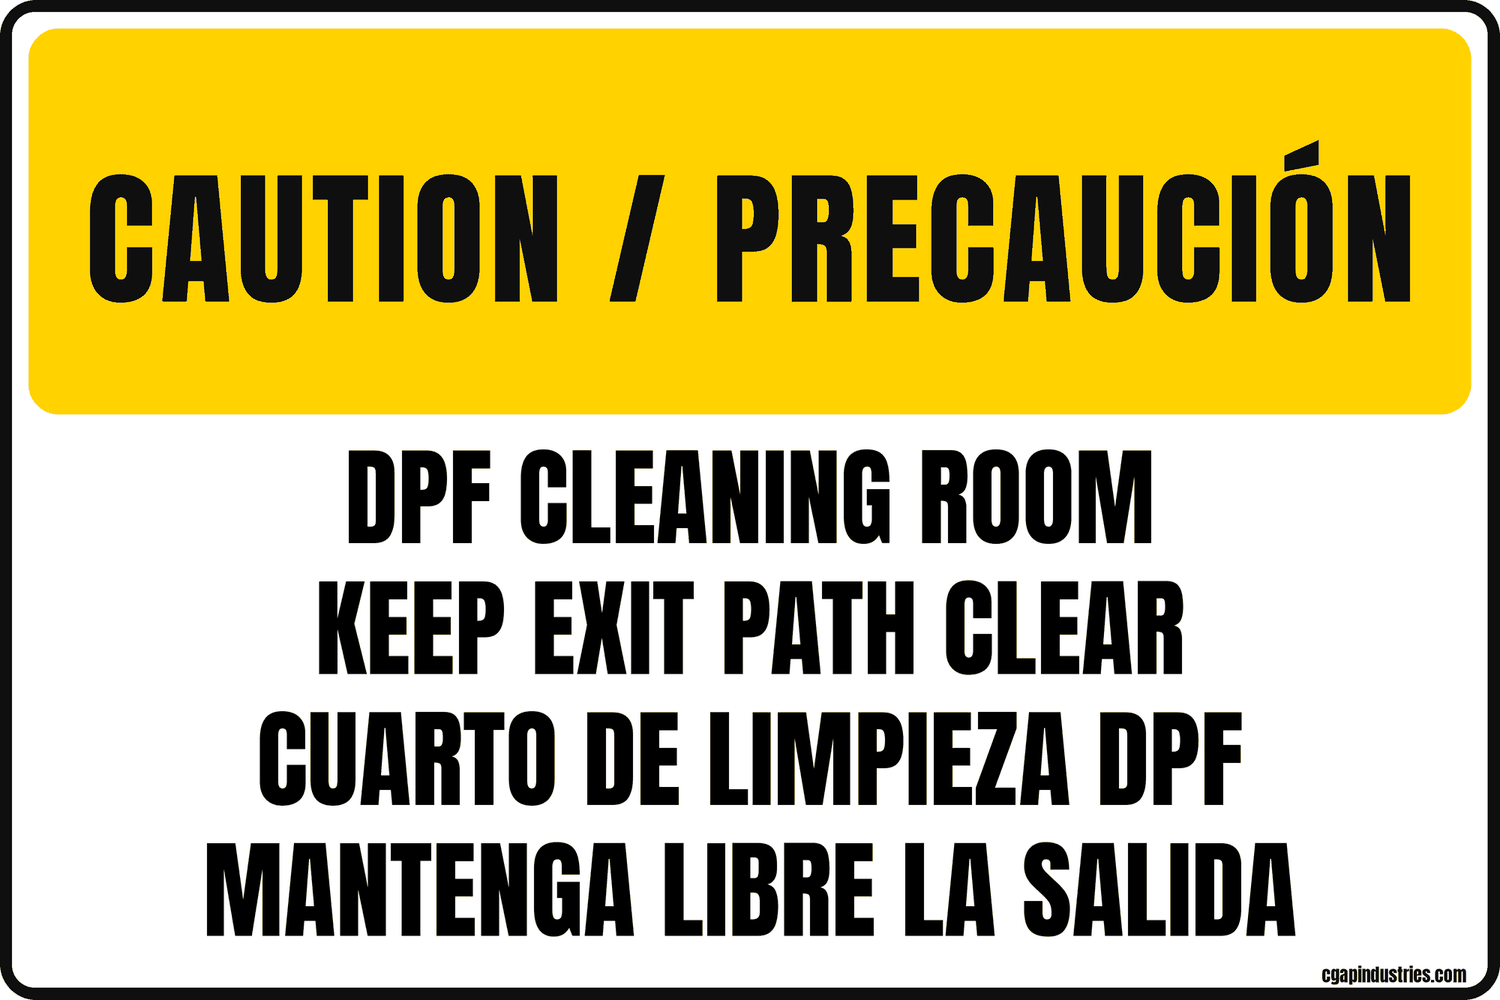 CAUTION / PRECAUCIÓN
DPF CLEANING ROOM
KEEP EXIT PATH CLEAR
CUARTO DE LIMPIEZA DPF
MANTENGA LIBRE LA SALIDA
cgapindustries.com